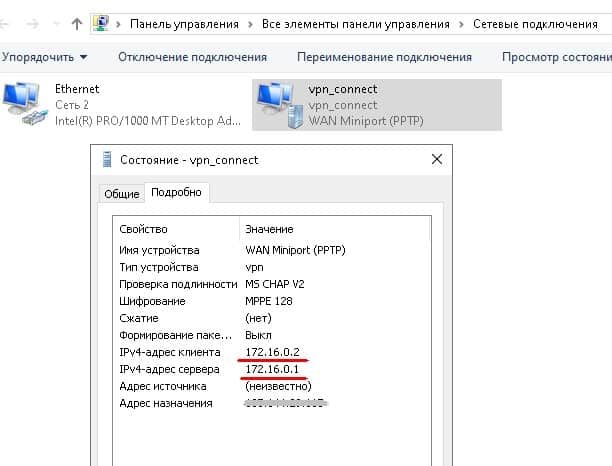 Панель управления > Все элементы панели управления > Сетевые подключения
Упорядочить Отключение подключения Переименование подключения Просмотр состоян
Ethernet
Сеть 2
Intel(R) PRO/1000 MT Desktop Ad...
vpn_connect
vpn_connect
WAN Miniport (PPTP)
Состояние - vpn_connect
Общие Подробно
Свойство Значение
Имя устройства WAN Miniport (PPTP)
Тип устройства vpn
Проверка подлинности MS CHAP V2
Шифрование MPPE 128
Сжатие (нет)
Формирование паке... Выкл
IPv4-адрес клиента 172.16.0.2
IPv4-адрес сервера 172.16.0.1
Адрес источника (неизвестно)
Адрес назначения